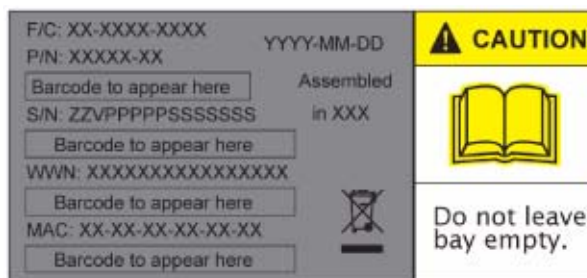 F/C: XX-XXXX-XXXX
YYYY-MM-DD
P/N: XXXXX-XX
Barcode to appear here
Assembled
in XXX
S/N: ZZVPPPPPSSSSSSS
Barcode to appear here
WWN: XXXXXXXXXXXXXXXX
Barcode to appear here
MAC: XX-XX-XX-XX-XX-XX
Barcode to appear here
CAUTION
Do not leave
bay empty.